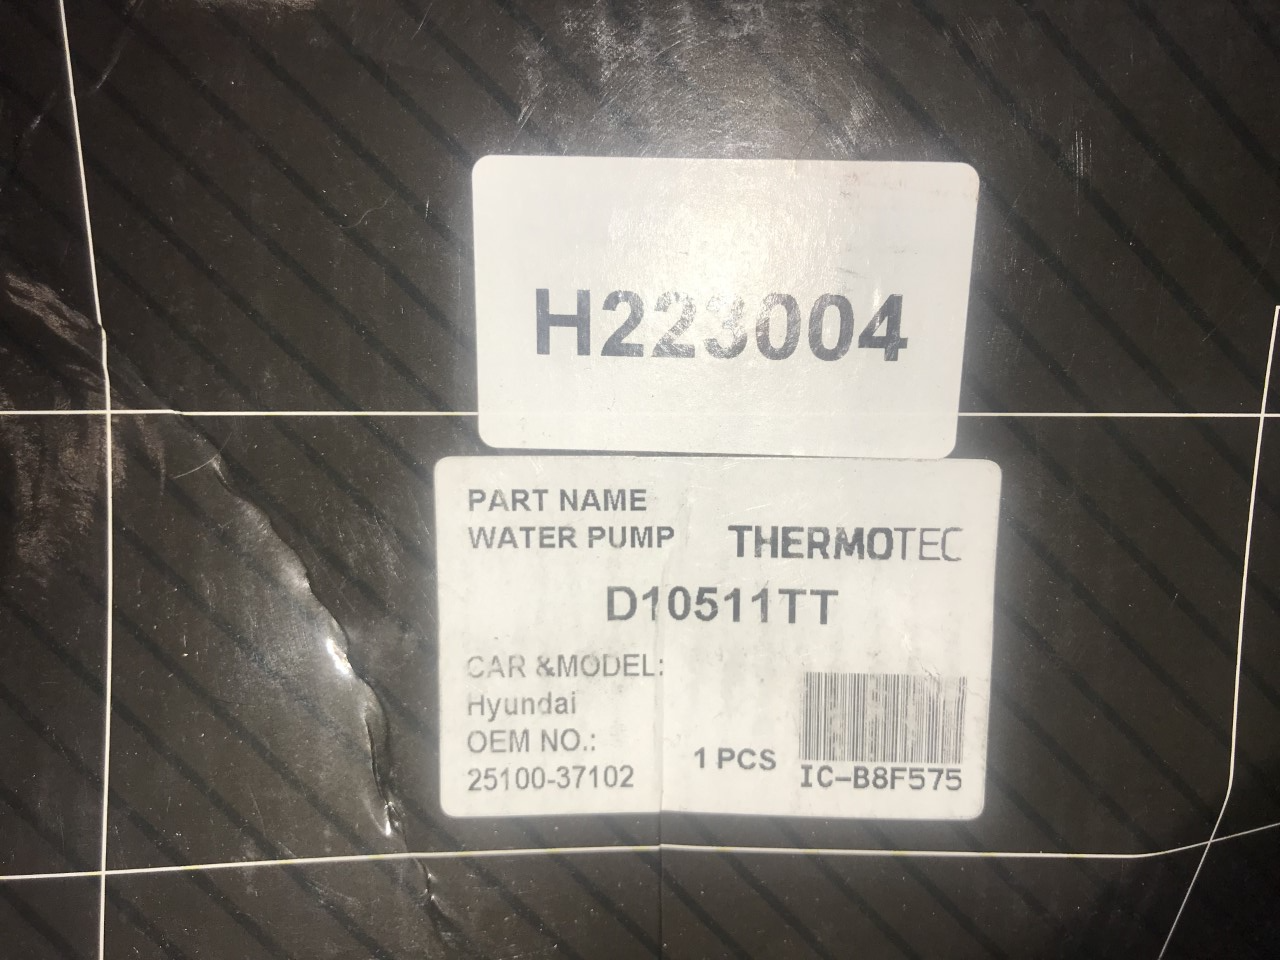 H223004
PART NAME
WATER PUMP
THERMOTEC
D10511TT
CAR &MODEL:
Hyundai
OEM NO.:
25100-37102
1 PCS
IC-B8F575